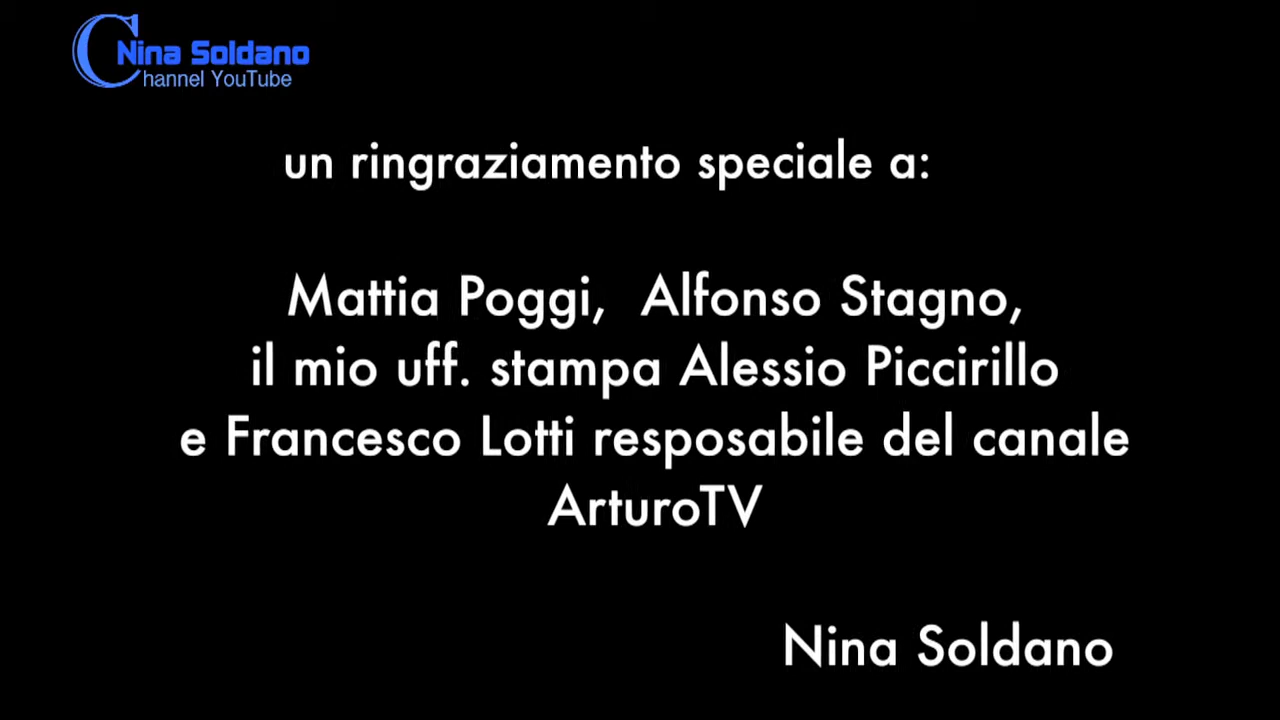 Nina Soldano
Channel YouTube
un ringraziamento speciale a:
Mattia Poggi, Alfonso Stagno,
il mio uff. stampa Alessio Piccirillo
e Francesco Lotti resposabile del canale
ArturoTV
Nina Soldano